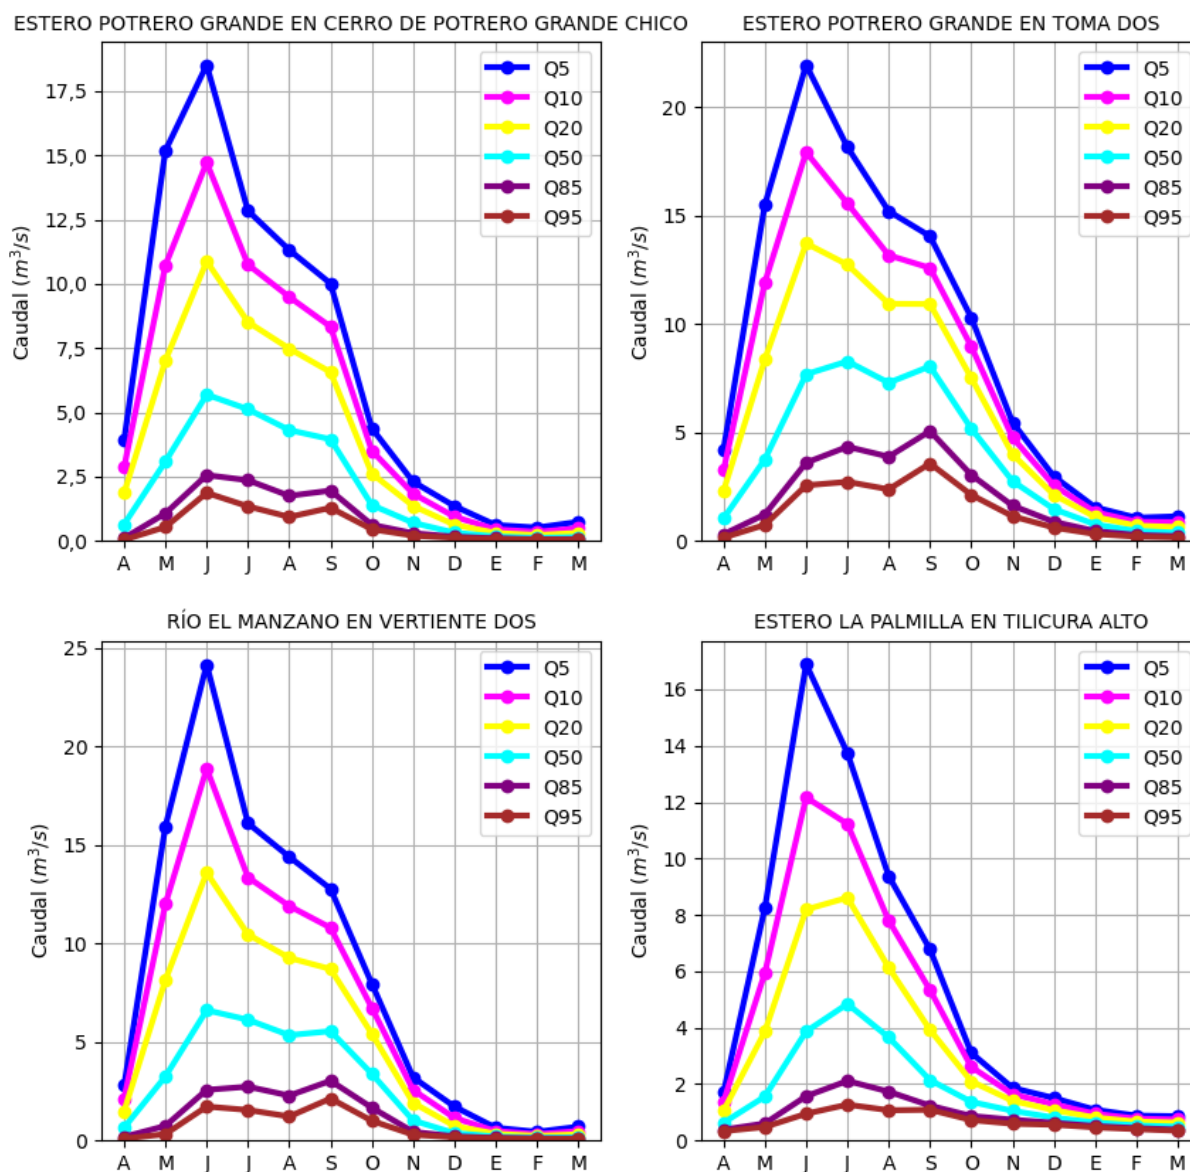 ESTERO POTRERO GRANDE EN CERRO DE POTRERO GRANDE CHICO
Caudal (m³/s)
17,5
15,0
12,5
10,0
7,5
5,0
2,5
0,0
A M J J A S O N D E F M
Q5
Q10
Q20
Q50
Q85
Q95
ESTERO POTRERO GRANDE EN TOMA DOS
Caudal (m³/s)
20
15
10
5
0
A M J J A S O N D E F M
Q5
Q10
Q20
Q50
Q85
Q95
RÍO EL MANZANO EN VERTIENTE DOS
Caudal (m³/s)
25
20
15
10
5
0
A M J J A S O N D E F M
Q5
Q10
Q20
Q50
Q85
Q95
ESTERO LA PALMILLA EN TILICURA ALTO
Caudal (m³/s)
16
14
12
10
8
6
4
2
0
A M J J A S O N D E F M
Q5
Q10
Q20
Q50
Q85
Q95